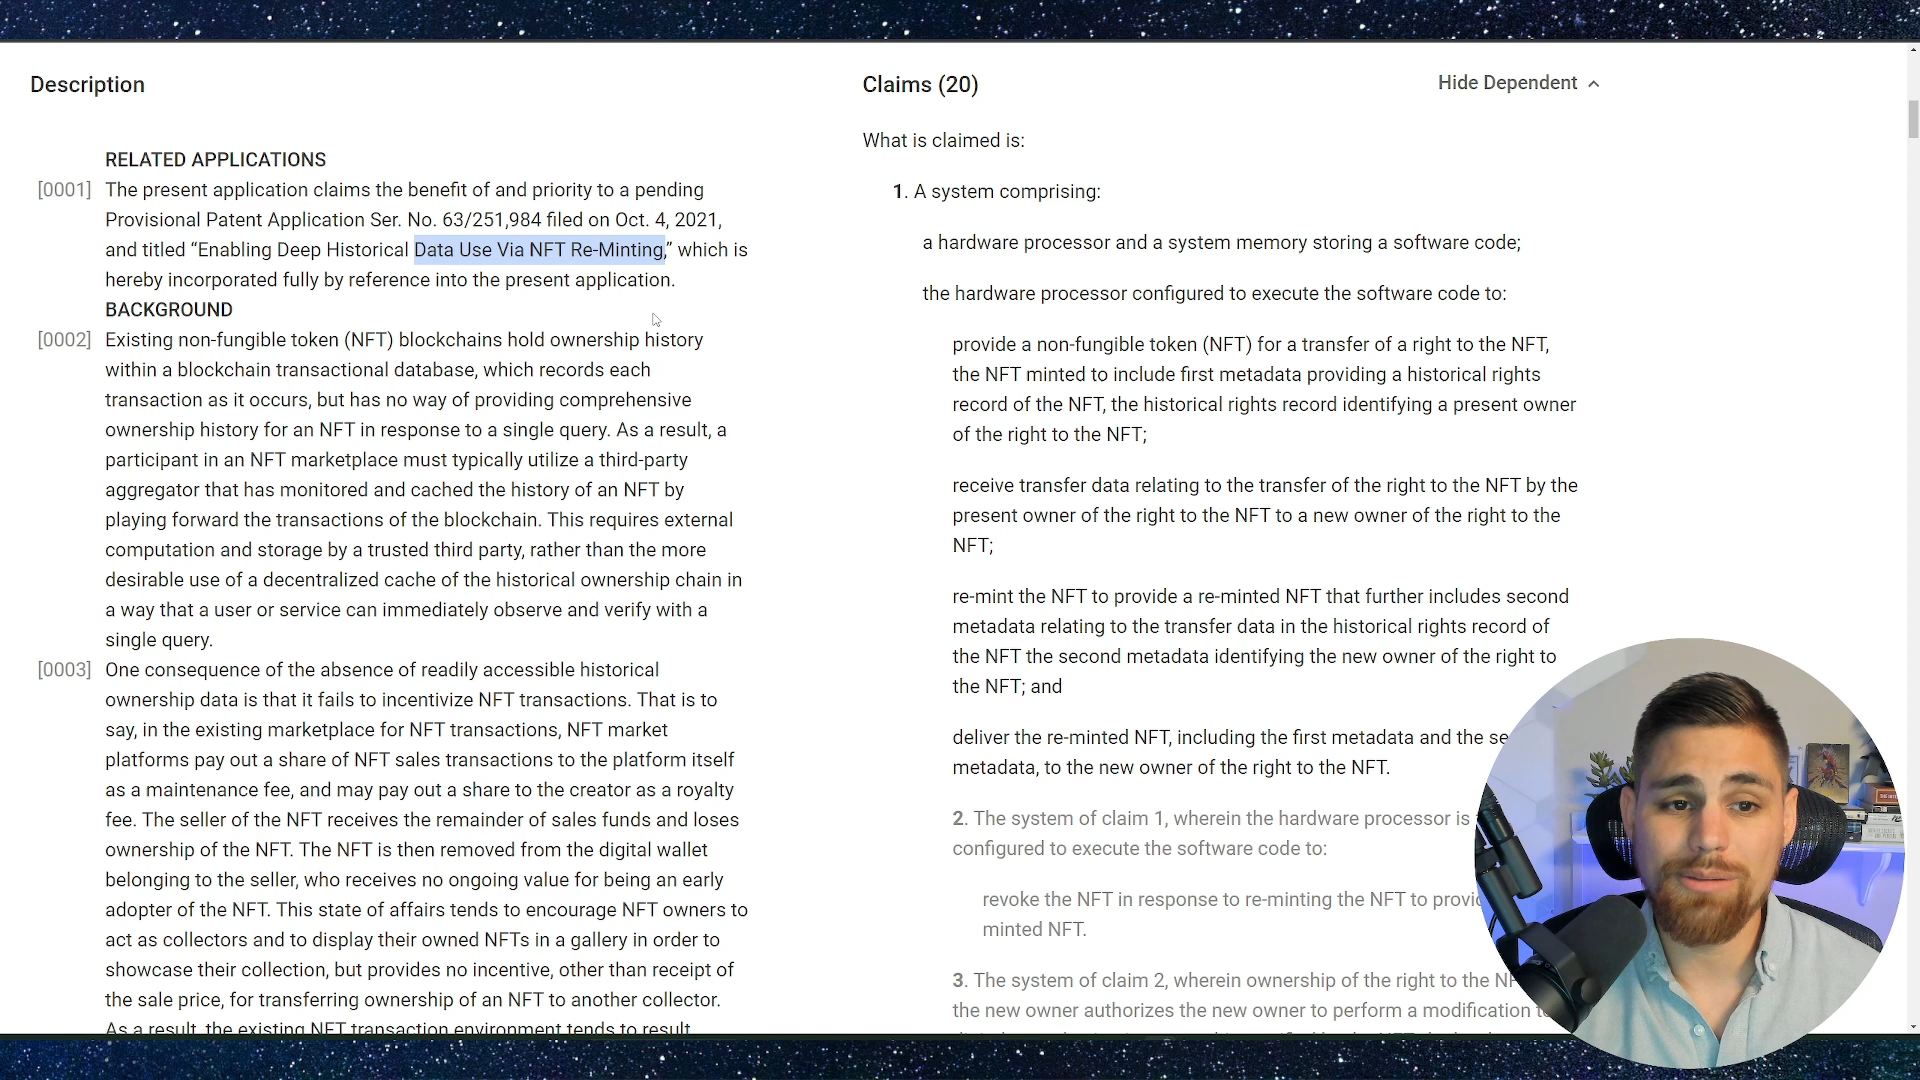 Description
RELATED APPLICATIONS
[0001] The present application claims the benefit of and priority to a pending
Provisional Patent Application Ser. No. 63/251,984 filed on Oct. 4, 2021,
and titled “Enabling Deep Historical Data Use Via NFT Re-Minting,” which is
hereby incorporated fully by reference into the present application.
BACKGROUND
[0002] Existing non-fungible token (NFT) blockchains hold ownership history
within a blockchain transactional database, which records each
transaction as it occurs, but has no way of providing comprehensive
ownership history for an NFT in response to a single query. As a result, a
participant in an NFT marketplace must typically utilize a third-party
aggregator that has monitored and cached the history of an NFT by
playing forward the transactions of the blockchain. This requires external
computation and storage by a trusted third party, rather than the more
desirable use of a decentralized cache of the historical ownership chain in
a way that a user or service can immediately observe and verify with a
single query.
[0003] One consequence of the absence of readily accessible historical
ownership data is that it fails to incentivize NFT transactions. That is to
say, in the existing marketplace for NFT transactions, NFT market
platforms pay out a share of NFT sales transactions to the platform itself
as a maintenance fee, and may pay out a share to the creator as a royalty
fee. The seller of the NFT receives the remainder of sales funds and loses
ownership of the NFT. The NFT is then removed from the digital wallet
belonging to the seller, who receives no ongoing value for being an early
adopter of the NFT. This state of affairs tends to encourage NFT owners to
act as collectors and to display their owned NFTs in a gallery in order to
showcase their collection, but provides no incentive, other than receipt of
the sale price, for transferring ownership of an NFT to another collector.
As a result, the existing NFT transaction environment tends to result
Claims (20)
Hide Dependent
What is claimed is:
1. A system comprising:
a hardware processor and a system memory storing a software code;
the hardware processor configured to execute the software code to:
provide a non-fungible token (NFT) for a transfer of a right to the NFT,
the NFT minted to include first metadata providing a historical rights
record of the NFT, the historical rights record identifying a present owner
of the right to the NFT;
receive transfer data relating to the transfer of the right to the NFT by the
present owner of the right to the NFT to a new owner of the right to the
NFT;
re-mint the NFT to provide a re-minted NFT that further includes second
metadata relating to the transfer data in the historical rights record of
the NFT the second metadata identifying the new owner of the right to
the NFT; and
deliver the re-minted NFT, including the first metadata and the
metadata, to the new owner of the right to the NFT.
2. The system of claim 1, wherein the hardware processor is
configured to execute the software code to:
revoke the NFT in response to re-minting the NFT to
minted NFT.
3. The system of claim 2, wherein ownership of the right to the
the new owner authorizes the new owner to perform a modification